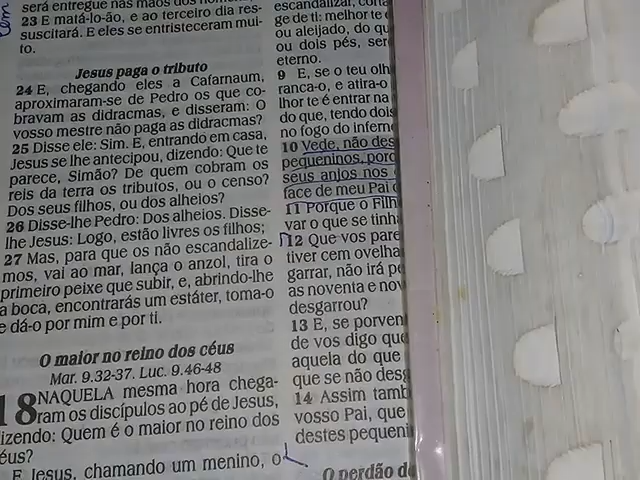 será entregue nas mãos dos
23 E matá-lo-ão, e ao terceiro dia res-
suscitará. E eles se entristeceram mui-
to.
Jesus paga o tributo
24 E, chegando eles a Cafarnaum,
aproximaram-se de Pedro os que co-
bravam as didracmas, e disseram: O
vosso mestre não paga as didracmas?
25 Disse ele: Sim. E, entrando em casa,
Jesus se lhe antecipou, dizendo: Que te
parece, Simão? De quem cobram os
reis da terra os tributos, ou o censo?
Dos seus filhos, ou dos alheios?
26 Disse-lhe Pedro: Dos alheios. Disse-
lhe Jesus: Logo, estão livres os filhos;
27 Mas, para que os não escandalize-
mos, vai ao mar, lança o anzol, tira o
primeiro peixe que subir, e, abrindo-lhe
a boca, encontrarás um estáter, toma-o
e dá-o por mim e por ti.
O maior no reino dos céus
Mar. 9.32-37. Luc. 9.46-48
18 NAQUELA mesma hora chega-
ram os discípulos ao pé de Jesus,
izendo: Quem é o maior no reino dos
éus?
E Jesus, chamando um menino, o
escandalizar, corta
ge de ti: melhor te é
ou aleijado, do qu
ou dois pés, ser
eterno.
9 E, se o teu olh
ranca-o, e atira-o
lhor te é entrar na
do que, tendo dois
no fogo do inferno
10 Vede, não des
pequeninos, porq
seus anjos nos
face de meu Pai
11 Porque o Filh
var o que se tinh
12 Que vos pare
tiver cem ovelha
garrar, não irá pe
as noventa e nov
desgarrou?
13 E, se porven
de vos digo que
aquela do que
que se não desg
14 Assim tamb
vosso Pai, que
destes pequeni
O perdão de